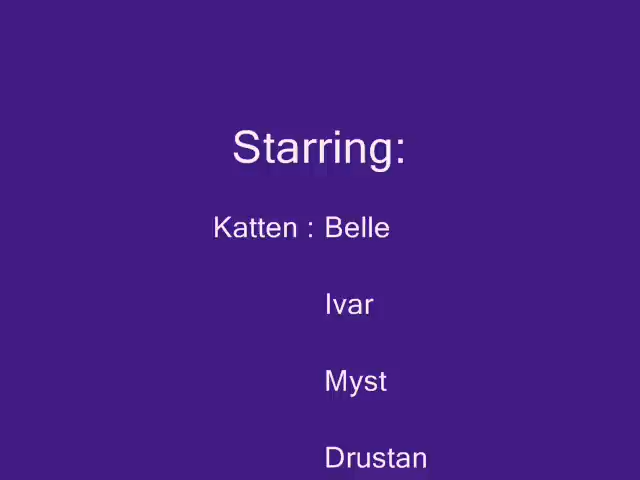 Starring:
Katten : Belle
Ivar
Myst
Drustan